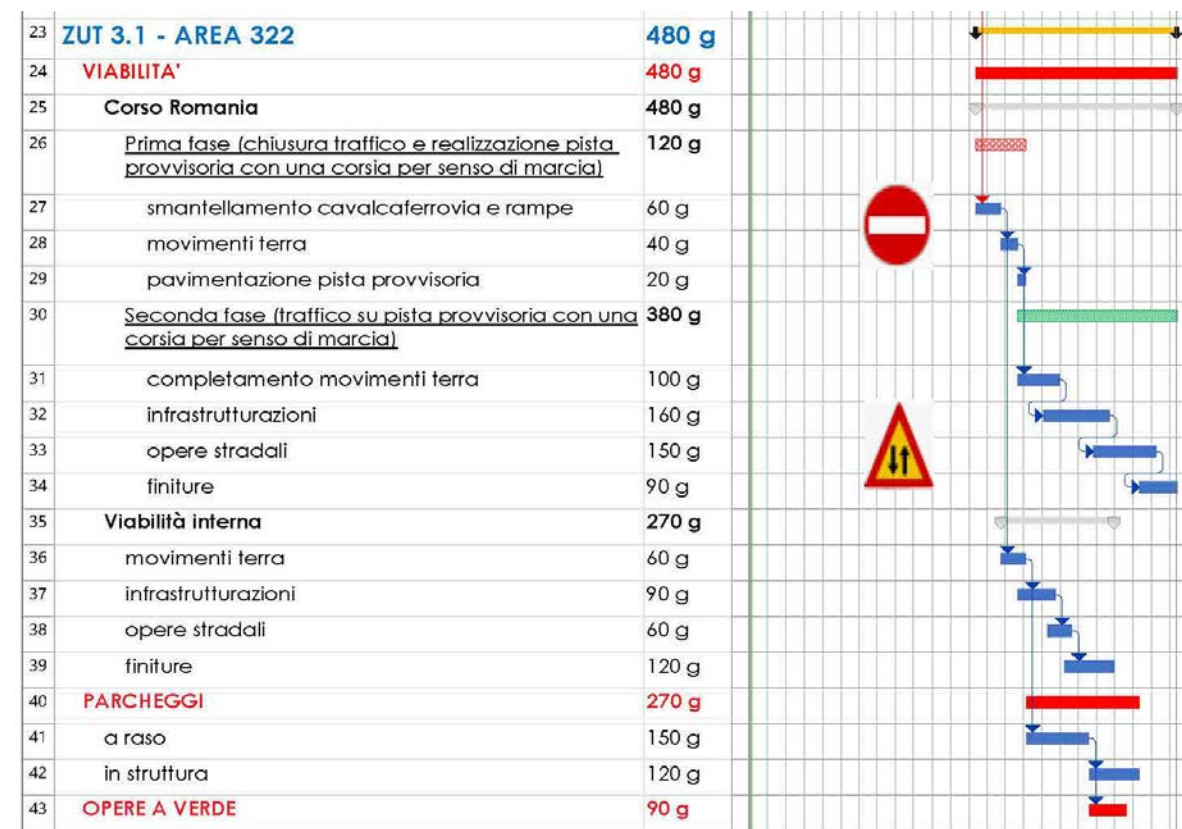 23 ZUT 3.1 - AREA 322 480 g
24 VIABILITA' 480 g
25 Corso Romania 480 g
26 Prima fase (chiusura traffico e realizzazione pista 120 g
provvisoria con una corsia per senso di marcia)
27 smantellamento cavalcaferrovia e rampe 60 g
28 movimenti terra 40 g
29 pavimentazione pista provvisoria 20 g
30 Seconda fase (traffico su pista provvisoria con una 380 g
corsia per senso di marcia)
31 completamento movimenti terra 100 g
32 infrastrutturazioni 160 g
33 opere stradali 150 g
34 finiture 90 g
35 Viabilità interna 270 g
36 movimenti terra 60 g
37 infrastrutturazioni 90 g
38 opere stradali 60 g
39 finiture 120 g
40 PARCHEGGI 270 g
41 a raso 150 g
42 in struttura 120 g
43 OPERE A VERDE 90 g